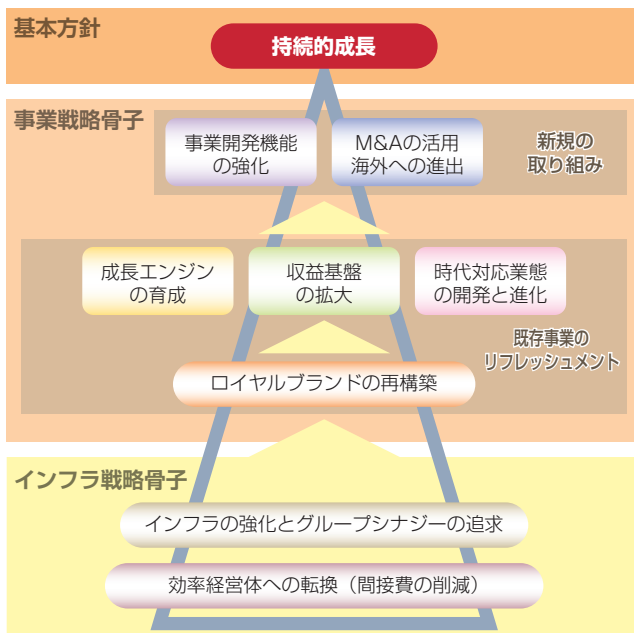 基本方針
持続的成長
事業戦略骨子
事業開発機能
の強化
M&Aの活用
海外への進出
新規の
取り組み
成長エンジン
の育成
収益基盤
の拡大
時代対応業態
の開発と進化
既存事業の
リフレッシュメント
ロイヤルブランドの再構築
インフラ戦略骨子
インフラの強化とグループシナジーの追求
効率経営体への転換（間接費の削減）